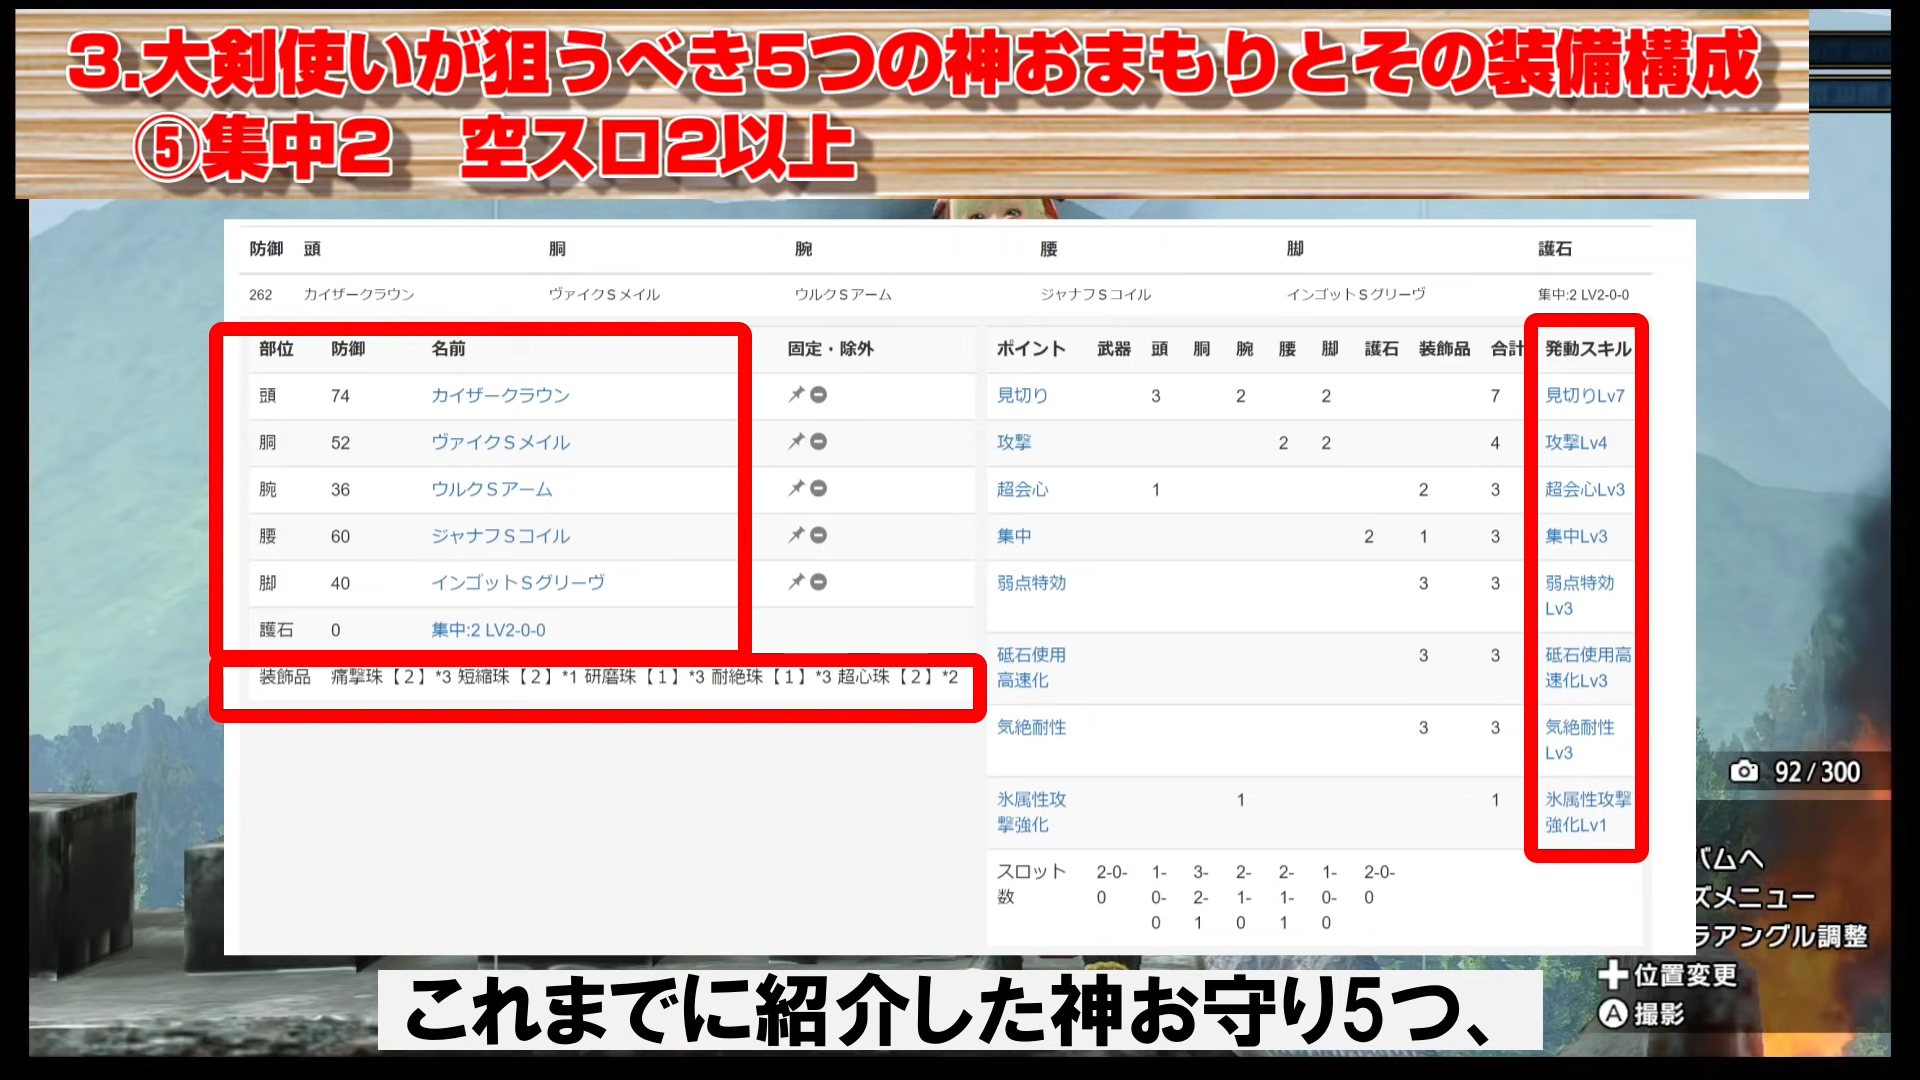 3.大剣使いが狙うべき5つの神おまもりとその装備構成
⑤集中2　空スロ2以上
防御 頭 胴 腕 腰 脚 護石
262 カイザークラウン ヴァイクSメイル ウルクSアーム ジャナフSコイル インゴットSグリーヴ 集中:2 LV2-0-0
部位 防御 名前 固定・除外
頭 74 カイザークラウン
胴 52 ヴァイクSメイル
腕 36 ウルクSアーム
腰 60 ジャナフSコイル
脚 40 インゴットSグリーヴ
護石 0 集中:2 LV2-0-0
装飾品 痛撃珠【2】*3 短縮珠【2】*1 研磨珠【1】*3 耐絶珠【1】*3 超心珠【2】*2
ポイント 武器 頭 胴 腕 腰 脚 護石 装飾品 合計 発動スキル
見切り 3 2 2 7 見切りLv7
攻撃 2 2 4 攻撃Lv4
超会心 1 2 3 超会心Lv3
集中 2 1 3 集中Lv3
弱点特効 3 3 弱点特効
Lv3
砥石使用 3 3 砥石使用高
高速化 速化Lv3
気絶耐性 3 3 気絶耐性
Lv3
氷属性攻 1 1 氷属性攻撃
撃強化 強化Lv1
スロット 2-0- 1- 3- 2- 2- 1- 2-0-
数 0 0- 2- 1- 1- 0- 0
0 1 0 1 0
92/300
バムへ
ズメニュー
ラアングル調整
位置変更
A 撮影
これまでに紹介した神お守り5つ、